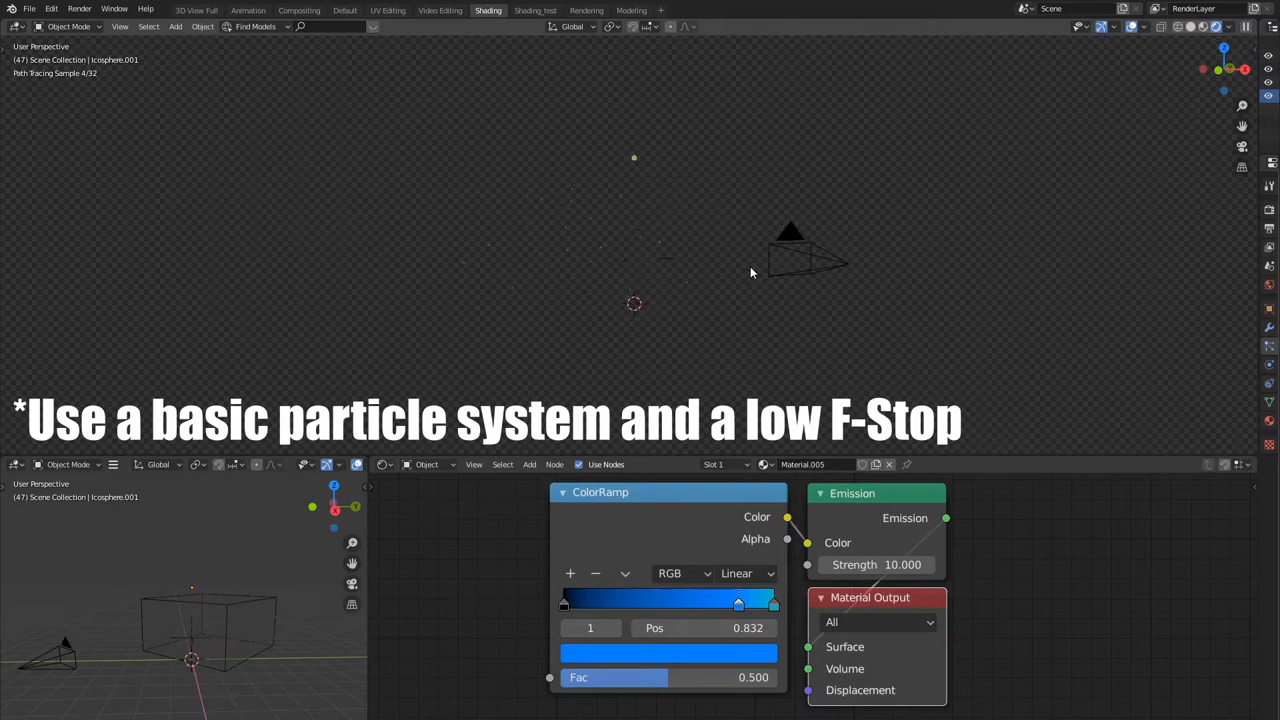 File Edit Render Window Help 3D View Full Animation Compositing Default UV Editing Video Editing Shading Shading_test Rendering Modeling + Scene RenderLayer
Object Mode View Select Add Object Find Models Global
User Perspective
(47) Scene Collection | Icosphere.001
Path Tracing Sample 4/32
Z
X
*Use a basic particle system and a low F-Stop
Object Mode Global
Object View Select Add Node Use Nodes Slot 1 Material.005
User Perspective
(47) Scene Collection | Icosphere.001
Z
Y
X
ColorRamp
Color
Alpha
RGB Linear
1 Pos 0.832
Fac 0.500
Emission
Emission
Color
Strength 10.000
Material Output
All
Surface
Volume
Displacement